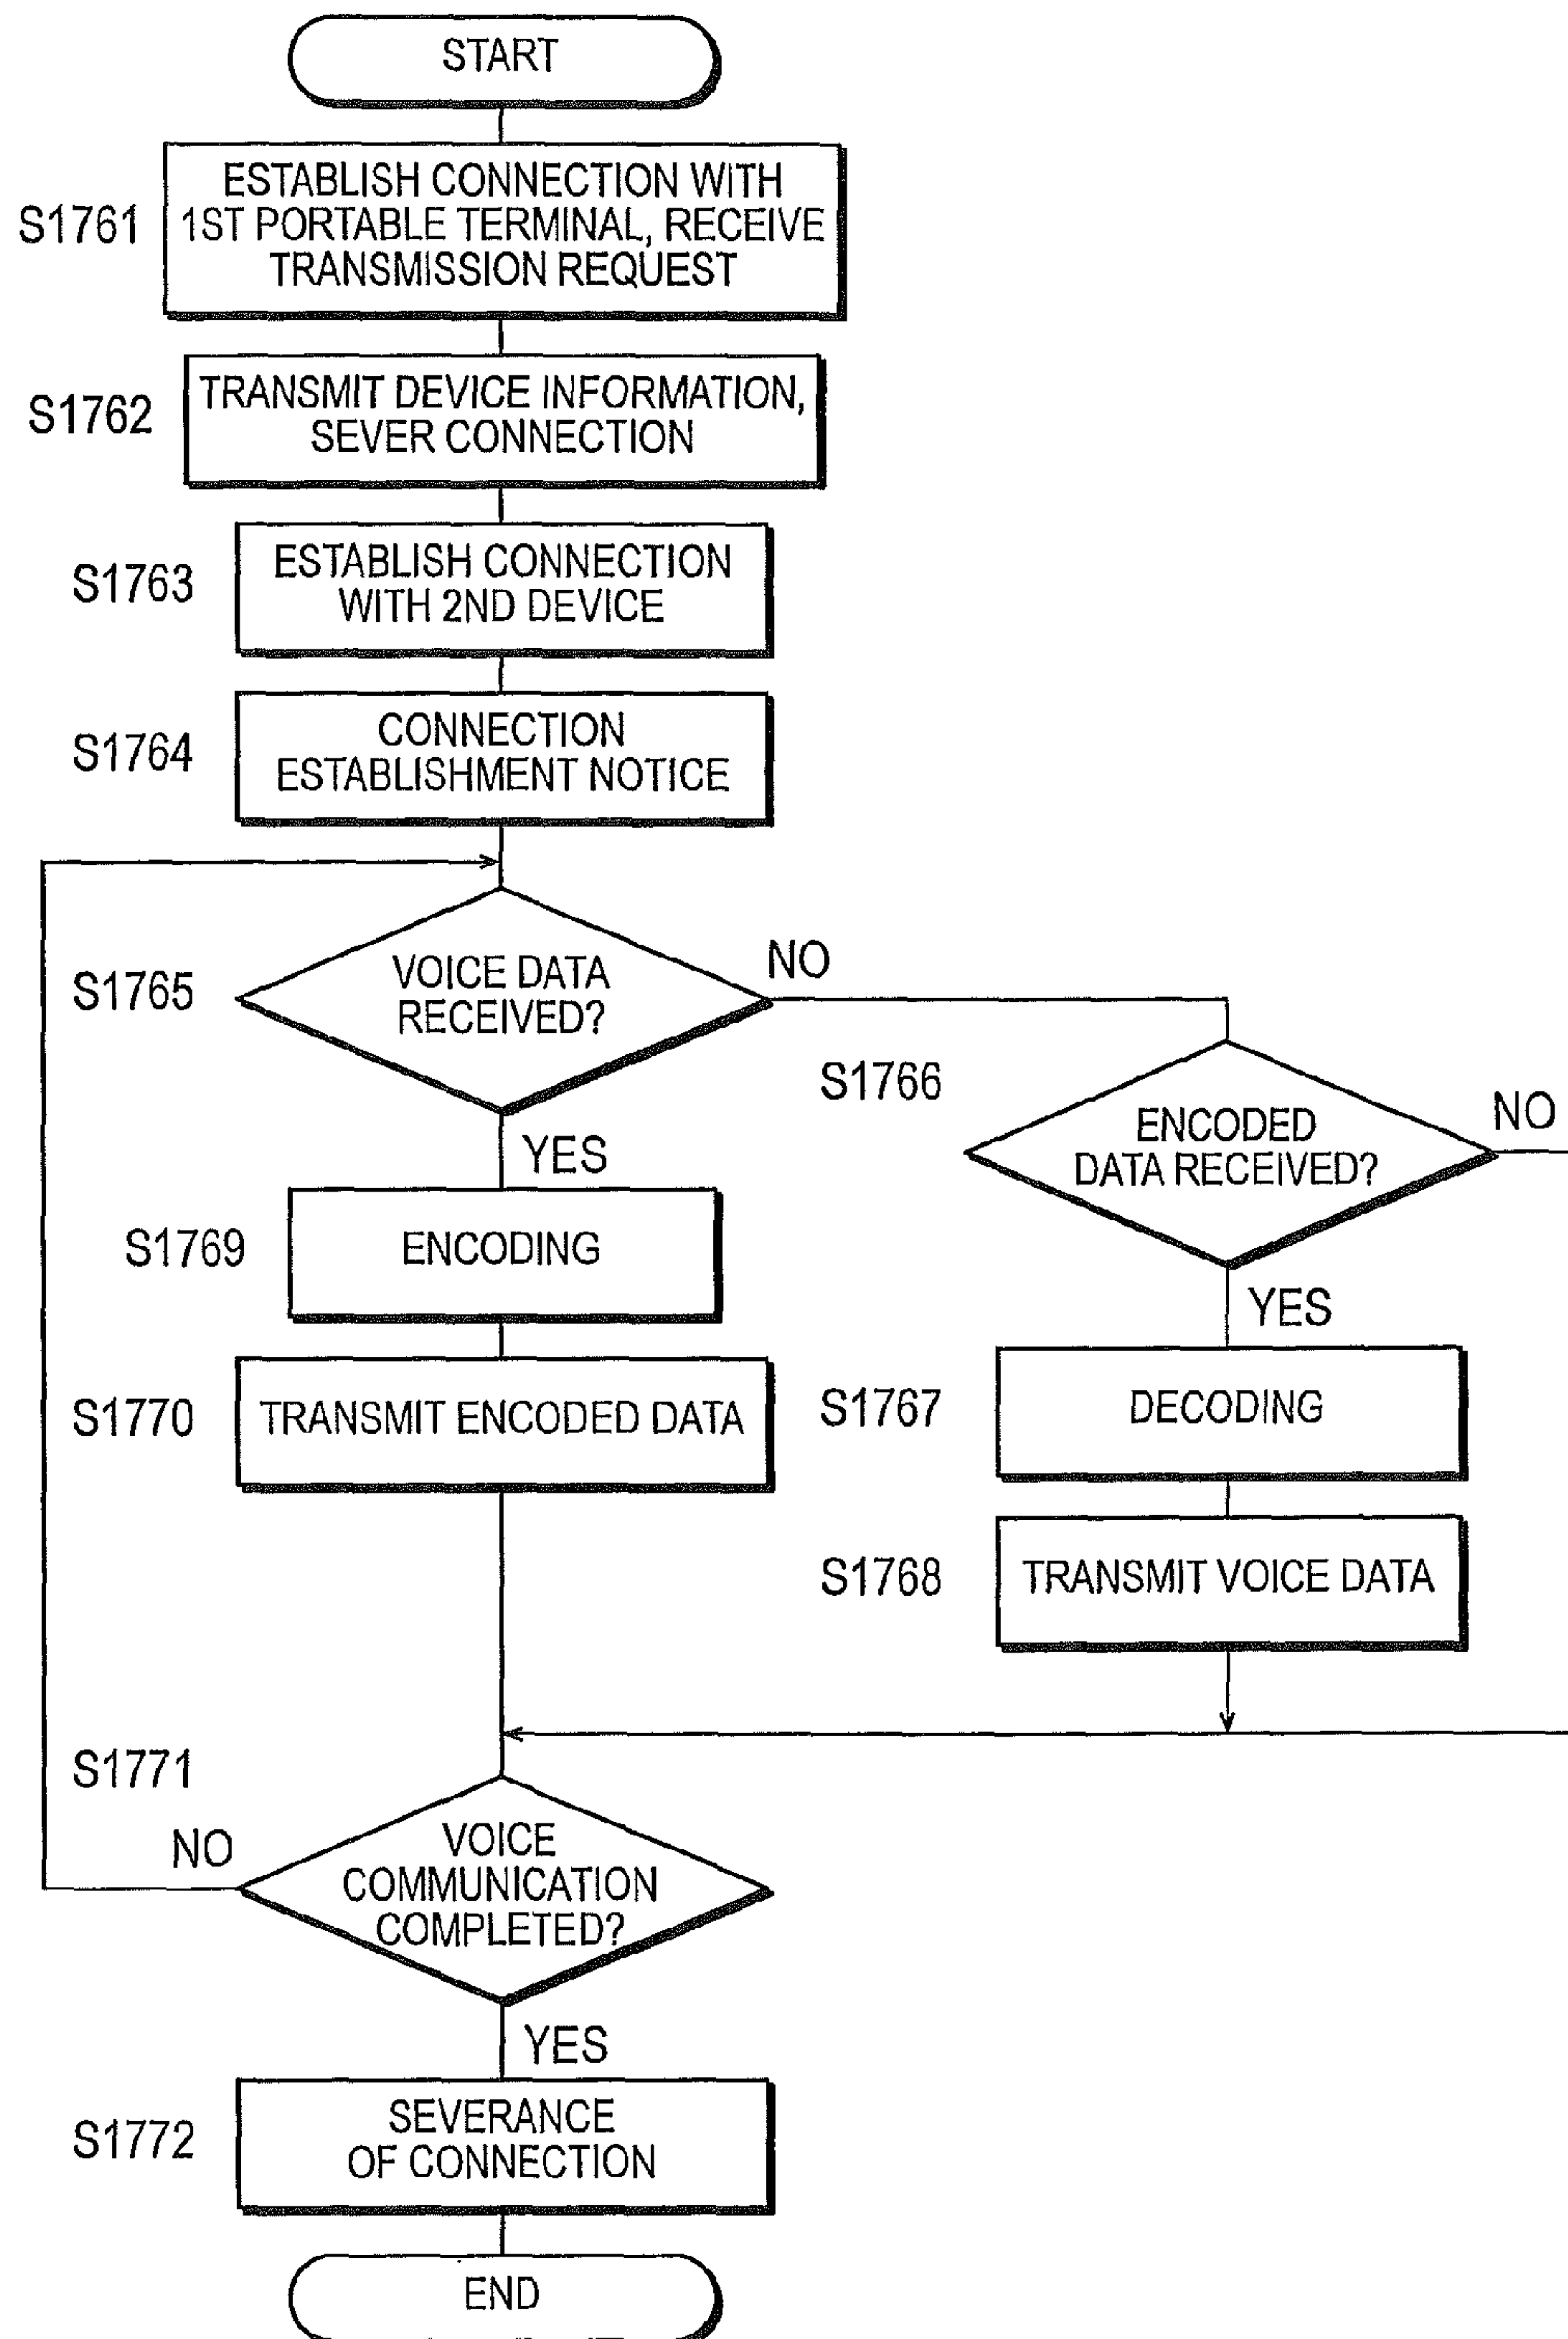 START
S1761
ESTABLISH CONNECTION WITH
1ST PORTABLE TERMINAL, RECEIVE
TRANSMISSION REQUEST
S1762
TRANSMIT DEVICE INFORMATION,
SEVER CONNECTION
S1763
ESTABLISH CONNECTION
WITH 2ND DEVICE
S1764
CONNECTION
ESTABLISHMENT NOTICE
S1765
VOICE DATA
RECEIVED?
NO
YES
S1766
ENCODED
DATA RECEIVED?
NO
YES
S1769
ENCODING
S1770
TRANSMIT ENCODED DATA
S1767
DECODING
S1768
TRANSMIT VOICE DATA
S1771
NO
VOICE
COMMUNICATION
COMPLETED?
YES
S1772
SEVERANCE
OF CONNECTION
END